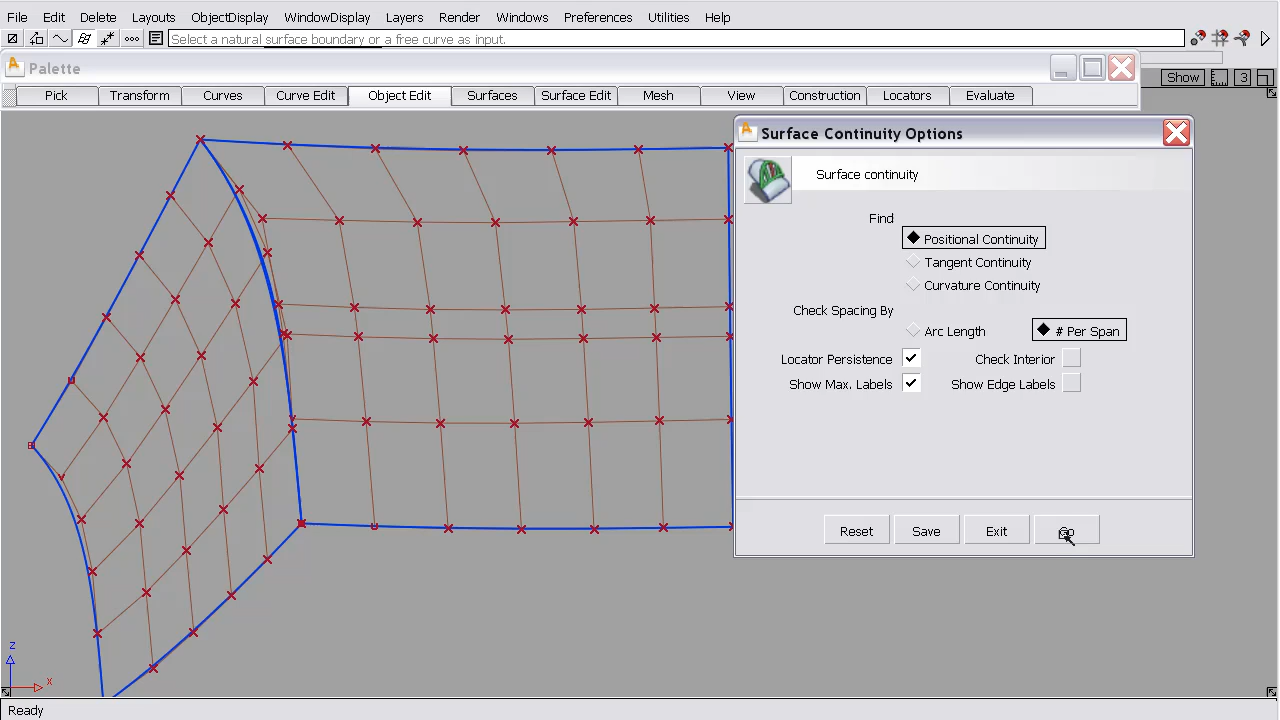 File Edit Delete Layouts ObjectDisplay WindowDisplay Layers Render Windows Preferences Utilities Help
Select a natural surface boundary or a free curve as input.
Palette
Show 3
Pick Transform Curves Curve Edit Object Edit Surfaces Surface Edit Mesh View Construction Locators Evaluate
Surface Continuity Options
Surface continuity
Find
Positional Continuity
Tangent Continuity
Curvature Continuity
Check Spacing By
Arc Length # Per Span
Locator Persistence Check Interior
Show Max. Labels Show Edge Labels
Reset Save Exit Go
z
x
Ready